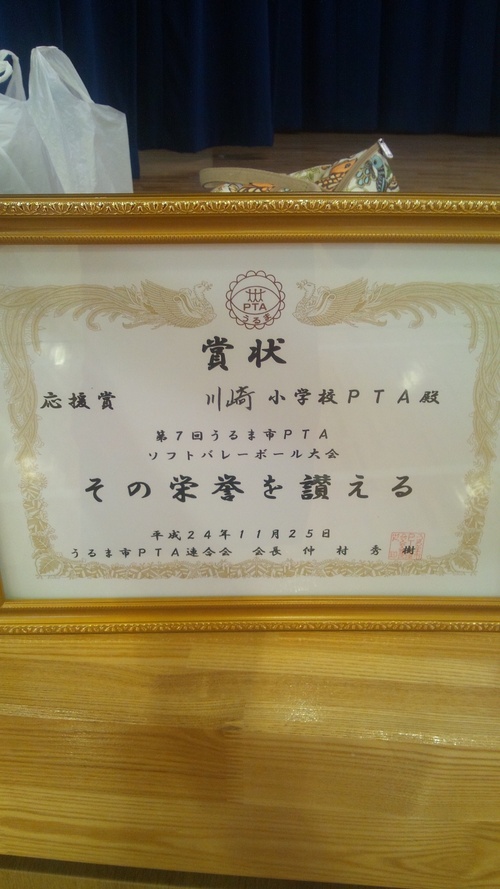 PTA
うるま
賞状
応援賞 川崎小学校PTA殿
第7回うるま市PTA
ソフトバレーボール大会
その栄誉を讃える
平成24年11月25日
うるま市PTA連合会 会長 仲村秀樹